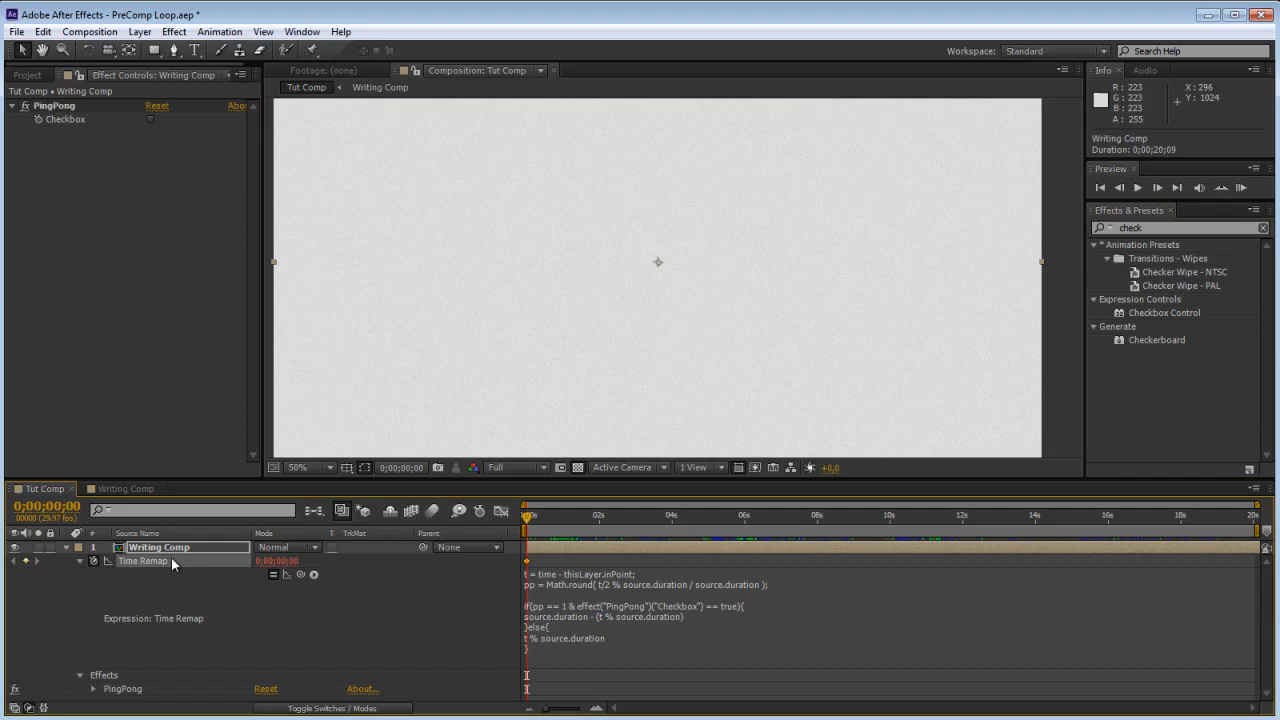 Adobe After Effects - PreComp Loop.aep *
File Edit Composition Layer Effect Animation View Window Help
Workspace: Standard Search Help
Project Effect Controls: Writing Comp
Tut Comp • Writing Comp
PingPong Reset Abou
Checkbox
Footage: (none) Composition: Tut Comp
Tut Comp Writing Comp
50% 0;00;00;00 Full Active Camera 1 View +0,0
Info Audio
R: 223 X: 296
G: 223 Y: 1024
B: 223
A: 255
Writing Comp
Duration: 0;00;20;09
Preview
Effects & Presets
check
* Animation Presets
Transitions - Wipes
Checker Wipe - NTSC
Checker Wipe - PAL
Expression Controls
Checkbox Control
Generate
Checkerboard
Tut Comp Writing Comp
0;00;00;00
00000 (29.97 fps)
# Source Name Mode T TrkMat Parent
:00s 02s 04s 06s 08s 10s 12s 14s 16s 18s 20s
1 Writing Comp Normal None
Time Remap 0;00;00;00
Expression: Time Remap
t = time - thisLayer.inPoint;
pp = Math.round( t/2 % source.duration / source.duration );
if(pp == 1 & effect("PingPong")("Checkbox") == true){
source.duration - (t % source.duration)
}else{
t % source.duration
}
Effects
PingPong Reset About...
Toggle Switches / Modes